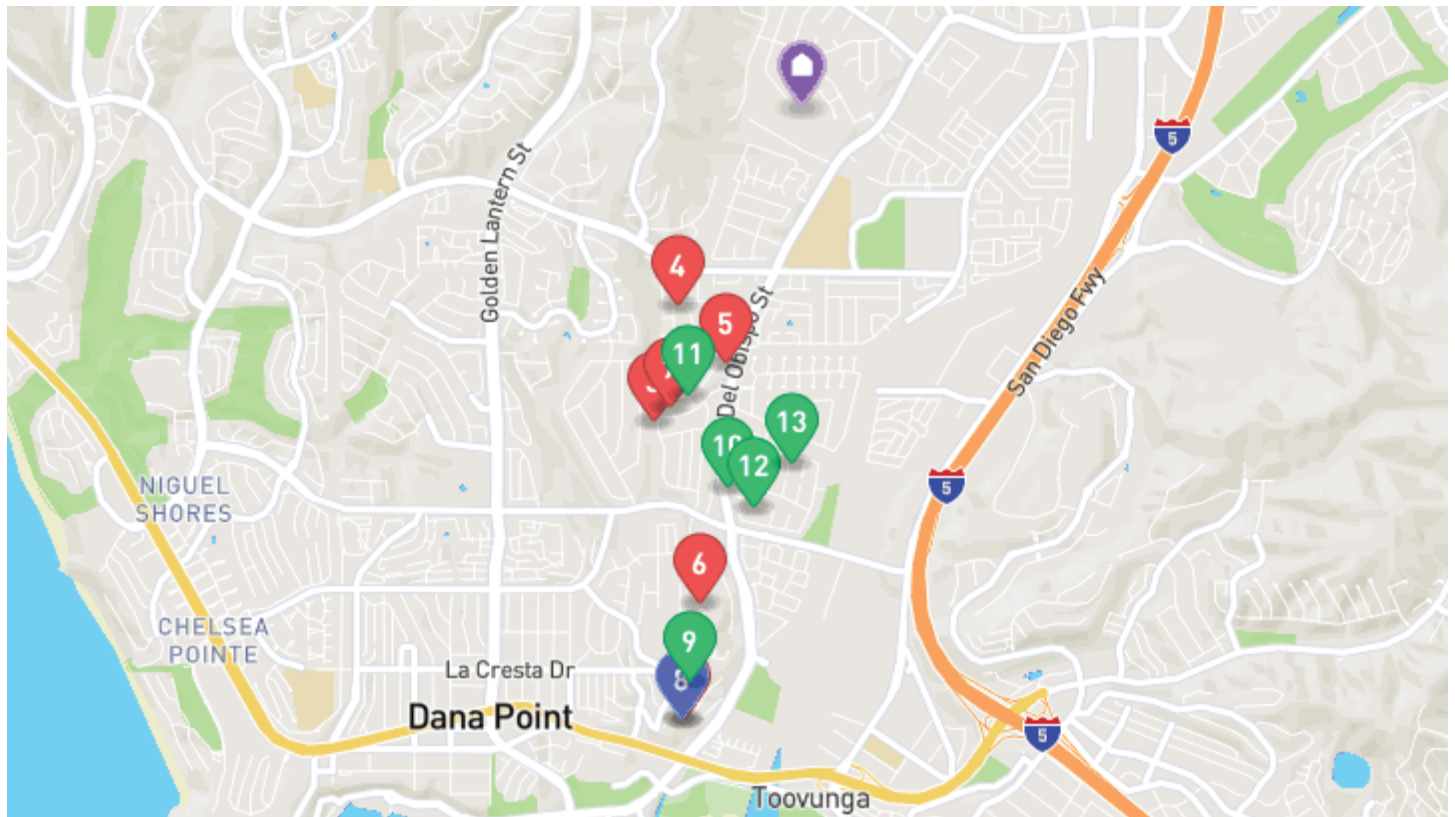 5
Golden Lantern St
4
5
Del Obispo St
San Diego Fwy
11
13
10
12
5
NIGUEL
SHORES
6
CHELSEA
POINTE
9
La Cresta Dr
8
Dana Point
5
Toovunga